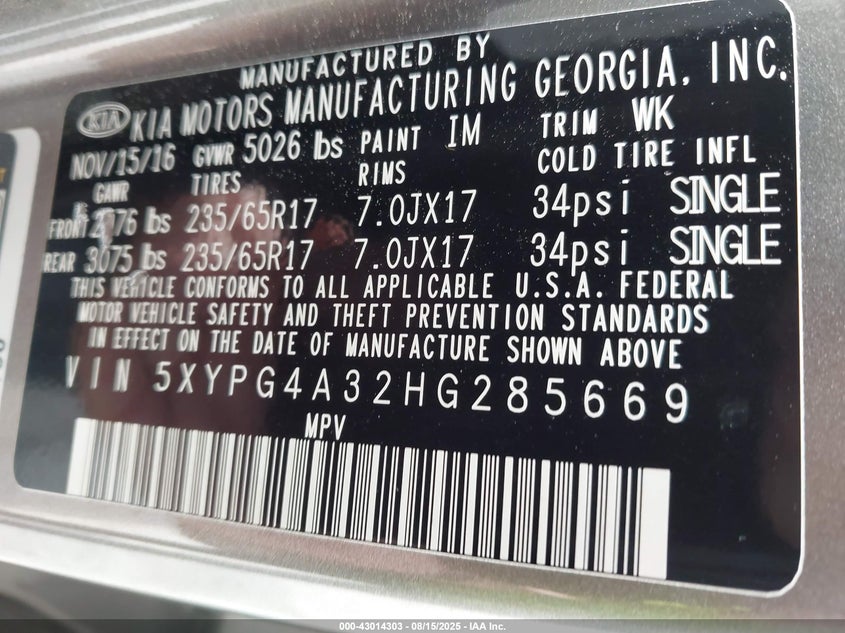 MANUFACTURED BY
KIA KIA MOTORS MANUFACTURING GEORGIA, INC.
NOV/15/16 GVWR 5026 lbs PAINT IM TRIM WK
GAWR TIRES RIMS COLD TIRE INFL
FRONT lbs 235/65R17 7.0JX17 34psi SINGLE
REAR 3075 lbs 235/65R17 7.0JX17 34psi SINGLE
THIS VEHICLE CONFORMS TO ALL APPLICABLE U.S.A. FEDERAL
MOTOR VEHICLE SAFETY AND THEFT PREVENTION STANDARDS
IN EFFECT ON THE DATE OF MANUFACTURE SHOWN ABOVE
VIN 5XYPG4A32HG285669
MPV
000-43014303 - 08/15/2025 - IAA Inc.